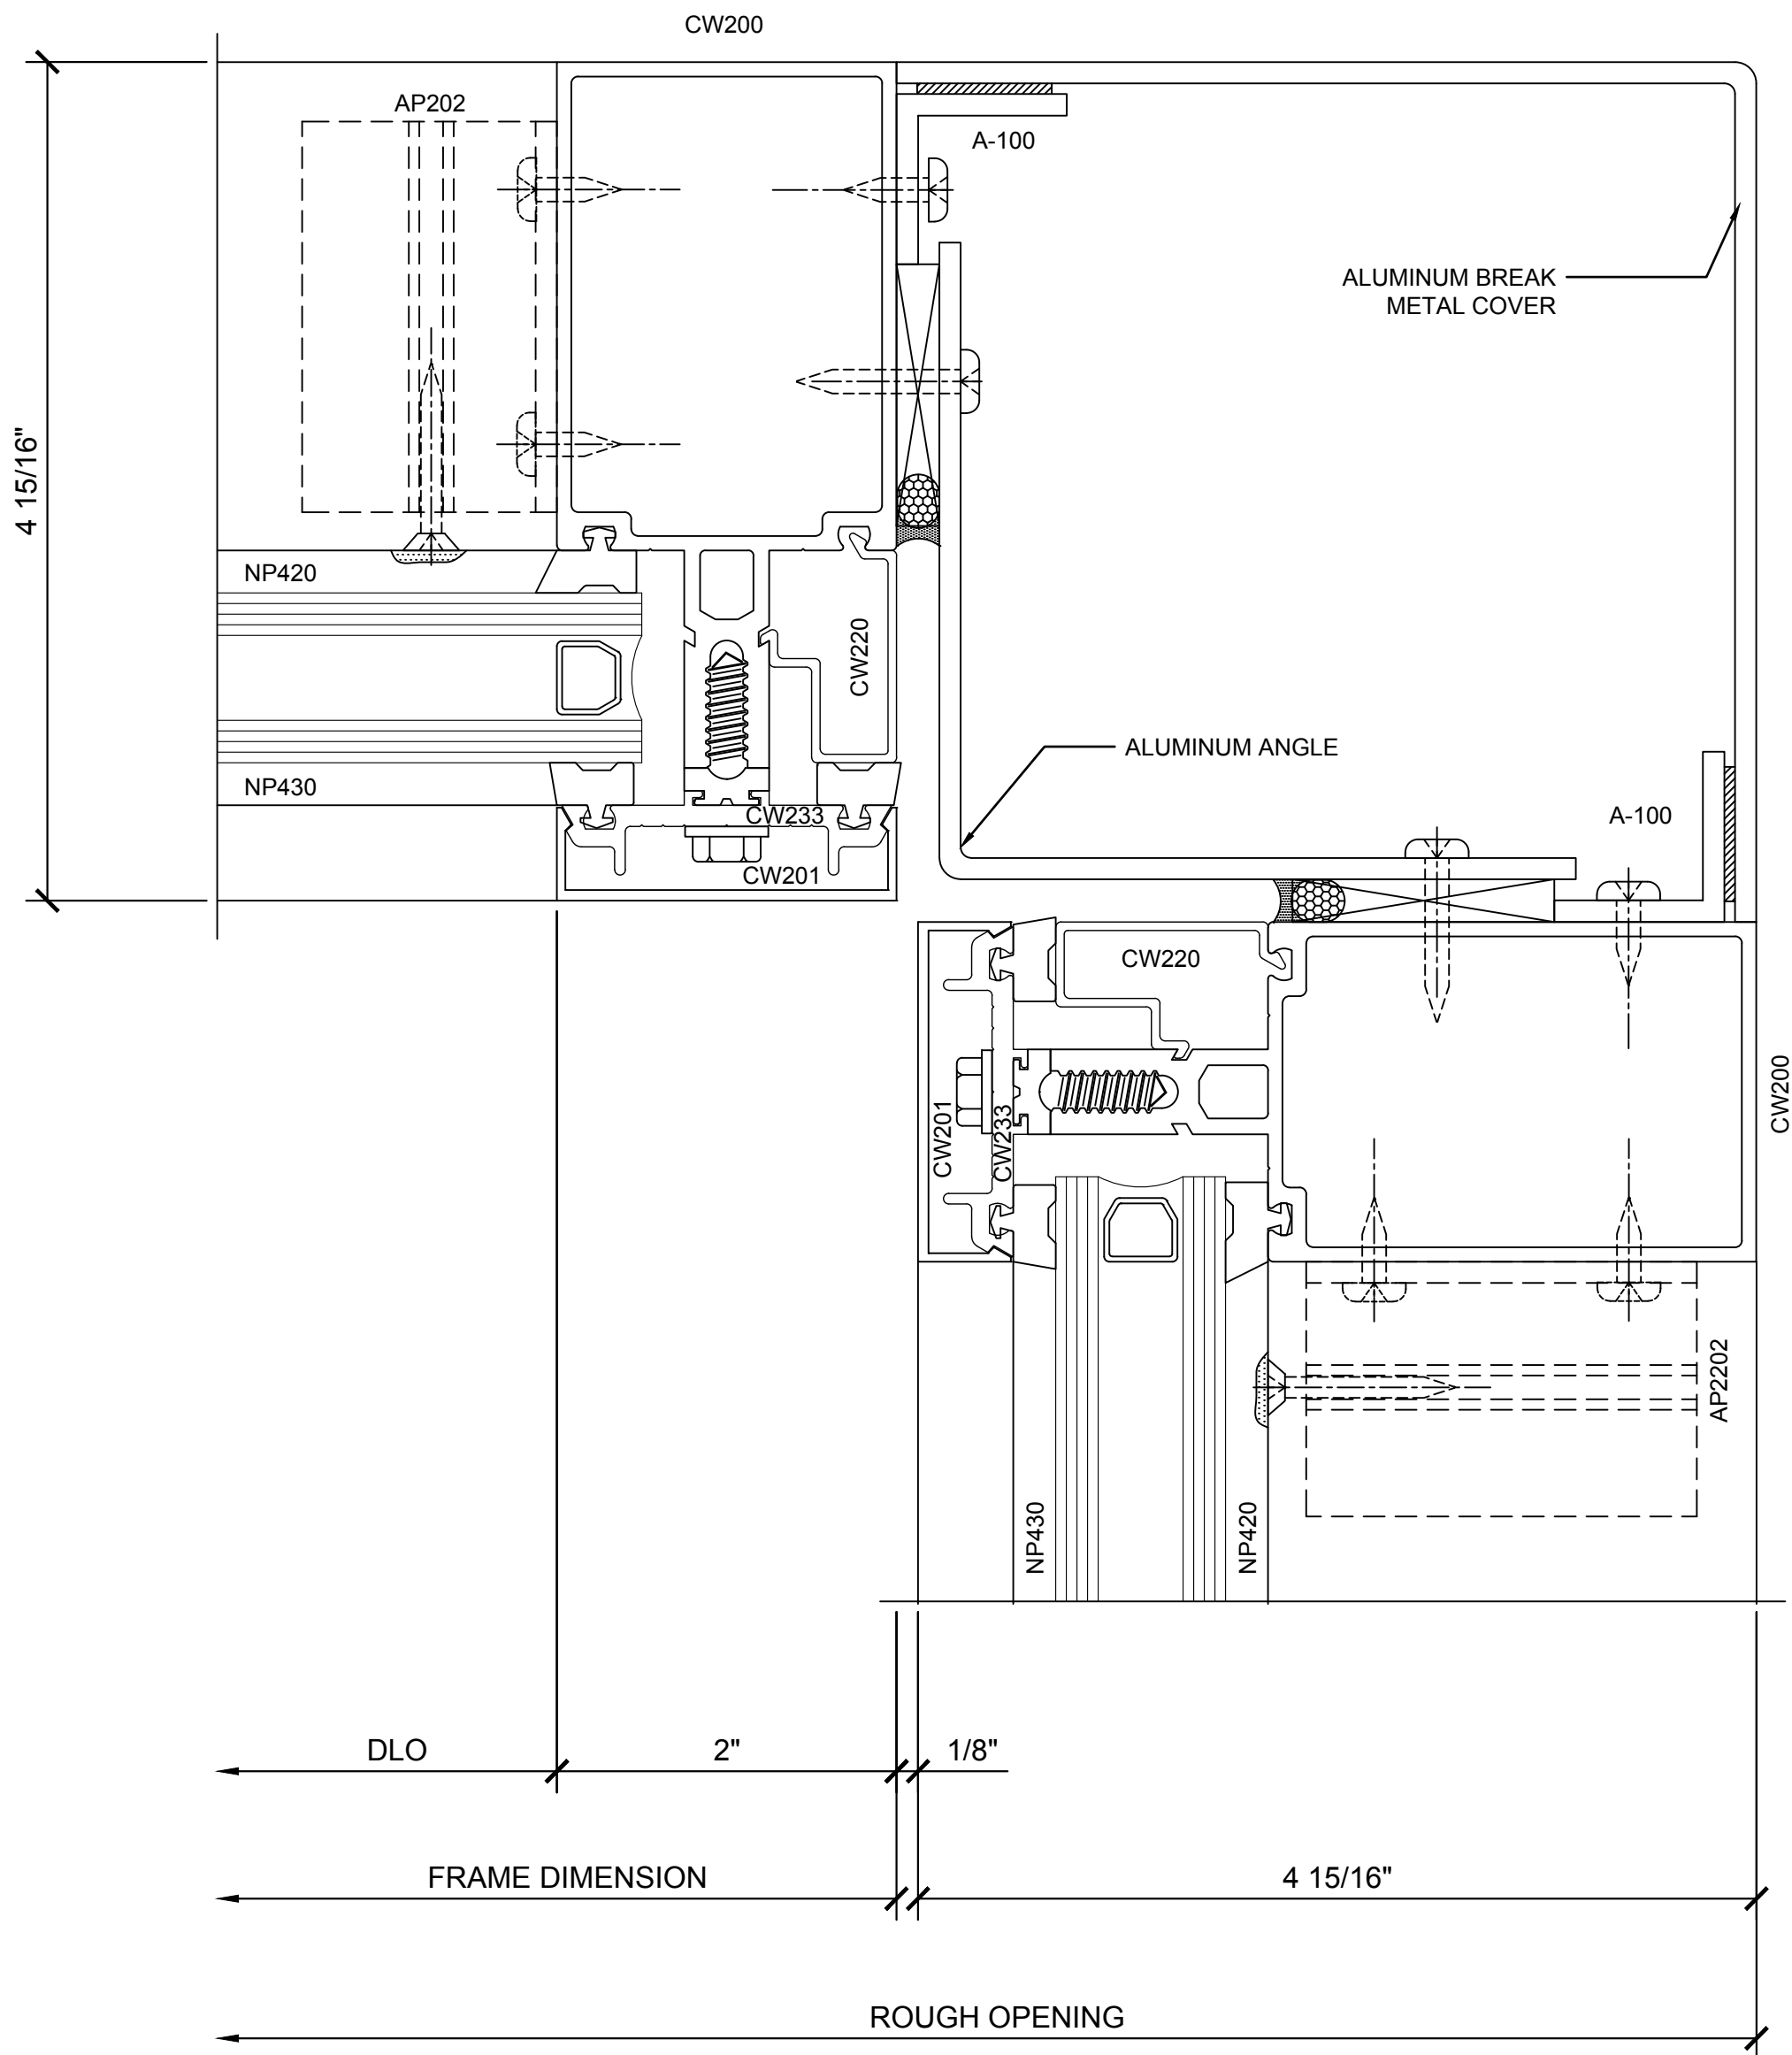 CW200
AP202
A-100
ALUMINUM BREAK
METAL COVER
4 15/16"
NP420
CW220
ALUMINUM ANGLE
NP430
CW233
A-100
CW201
CW220
CW200
CW201
CW233
AP2202
NP430
NP420
DLO
2"
1/8"
FRAME DIMENSION
4 15/16"
ROUGH OPENING